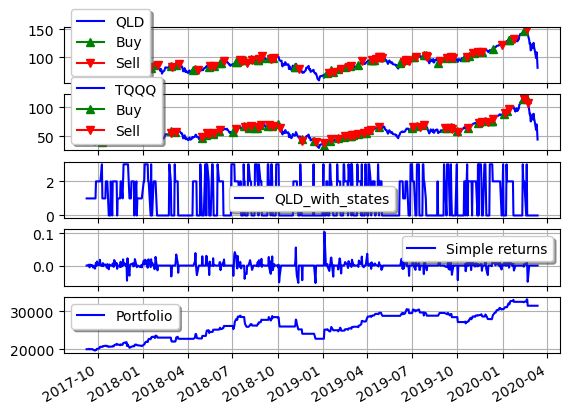 150
100
QLD
Buy
Sell
100
50
TQQQ
Buy
Sell
2
0
QLD_with_states
0.1
0.0
Simple returns
30000
20000
Portfolio
2017-10 2018-01 2018-04 2018-07 2018-10 2019-01 2019-04 2019-07 2019-10 2020-01 2020-04